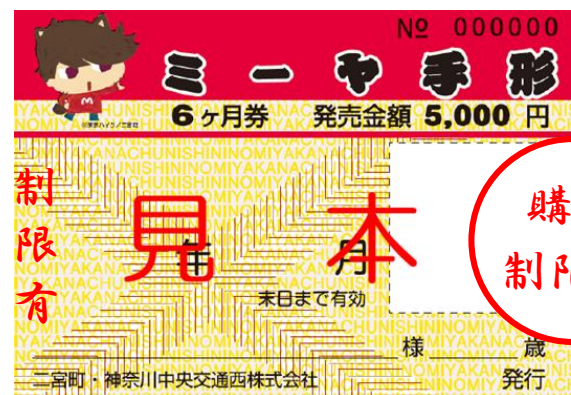 № 000000
ミーヤ手形
M
6ヶ月券 発売金額 5,000 円
制限有
見本
購
制限
年 月
末日まで有効
様 歳
二宮町・神奈川中央交通西株式会社 発行